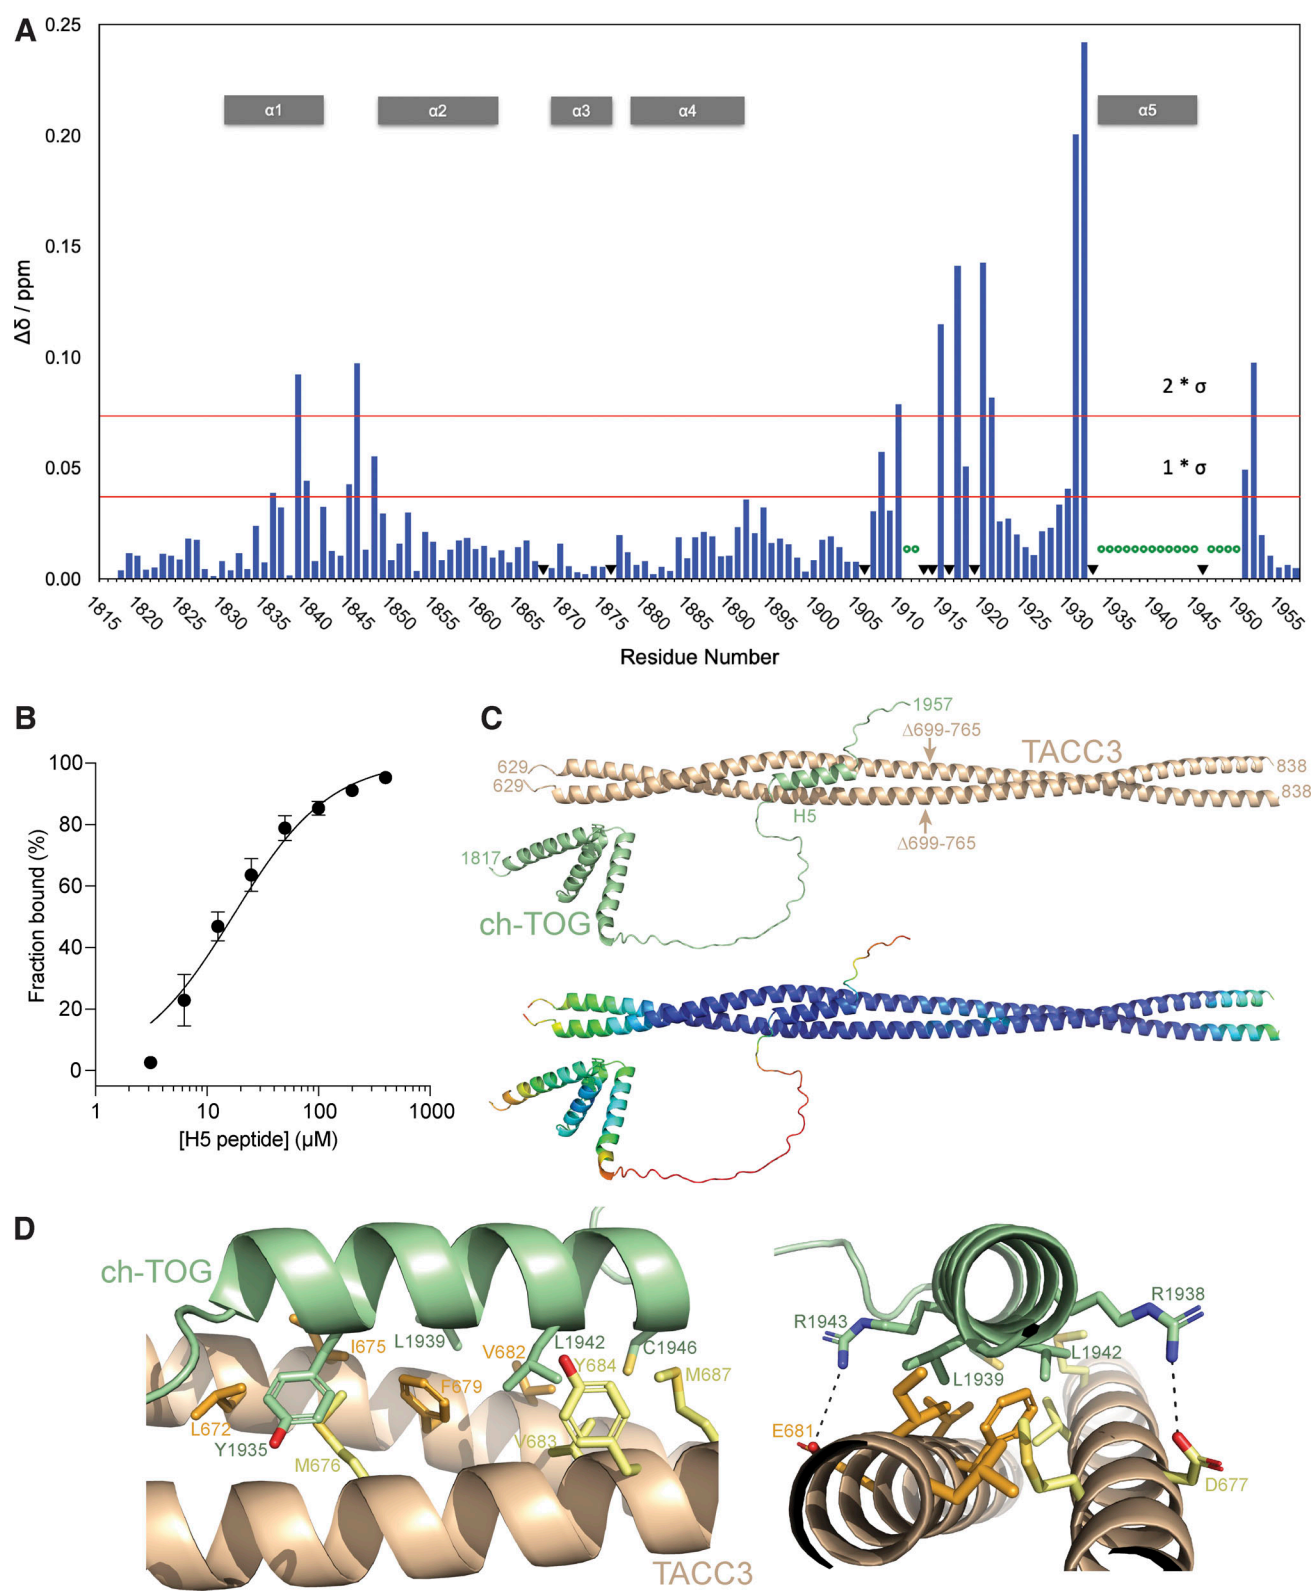 A
0.25
0.20
0.15
0.10
0.05
0.00
Δδ / ppm
α1 α2 α3 α4 α5
2 * σ
1 * σ
1815 1820 1825 1830 1835 1840 1845 1850 1855 1860 1865 1870 1875 1880 1885 1890 1895 1900 1905 1910 1915 1920 1925 1930 1935 1940 1945 1950 1955
Residue Number
B
100
80
60
40
20
0
Fraction bound (%)
1 10 100 1000
[H5 peptide] (µM)
C
1957
Δ699-765
TACC3
629
629
838
838
H5
Δ699-765
1817
ch-TOG
D
ch-TOG
I675
L1939
V682
L1942
Y684
C1946
M687
F679
L672
Y1935
M676
V683
TACC3
R1943
R1938
L1942
L1939
E681
D677